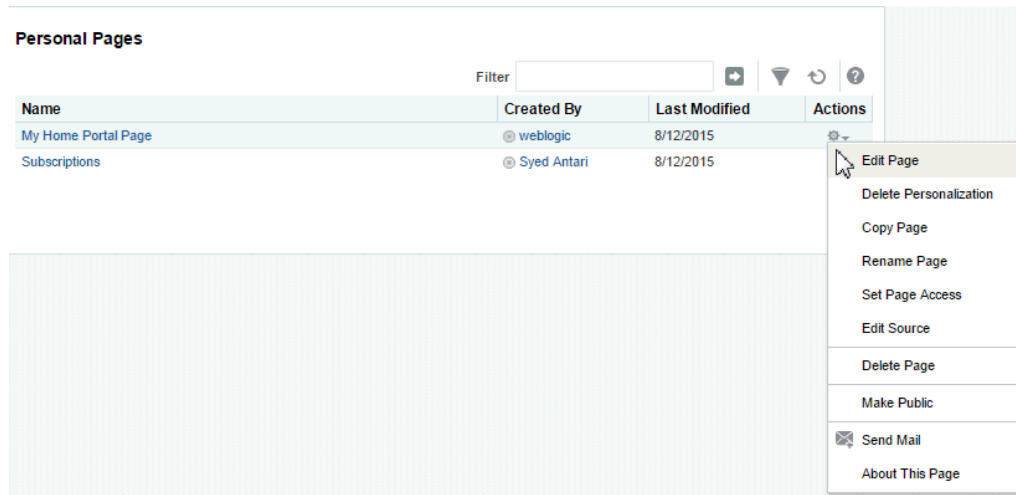 Personal Pages
Filter
Name Created By Last Modified Actions
My Home Portal Page weblogic 8/12/2015
Subscriptions Syed Antari 8/12/2015
Edit Page
Delete Personalization
Copy Page
Rename Page
Set Page Access
Edit Source
Delete Page
Make Public
Send Mail
About This Page